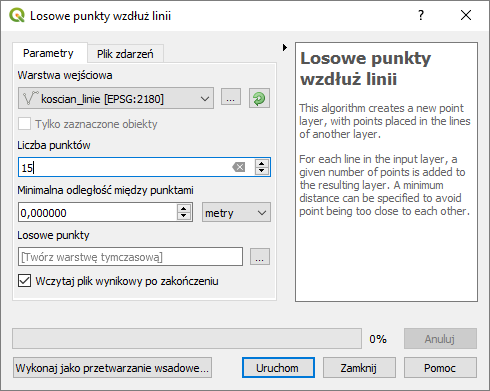 Losowe punkty wzdłuż linii
Parametry
Plik zdarzeń
Warstwa wejściowa
koscian_linie [EPSG:2180]
...
Tylko zaznaczone obiekty
Liczba punktów
15
Minimalna odległość między punktami
0,000000
metry
Losowe punkty
[Twórz warstwę tymczasową]
...
Wczytaj plik wynikowy po zakończeniu
Losowe punkty
wzdłuż linii
This algorithm creates a new point
layer, with points placed in the lines
of another layer.
For each line in the input layer, a
given number of points is added to
the resulting layer. A minimum
distance can be specified to avoid
point being too close to each other.
0%
Anuluj
Wykonaj jako przetwarzanie wsadowe...
Uruchom
Zamknij
Pomoc